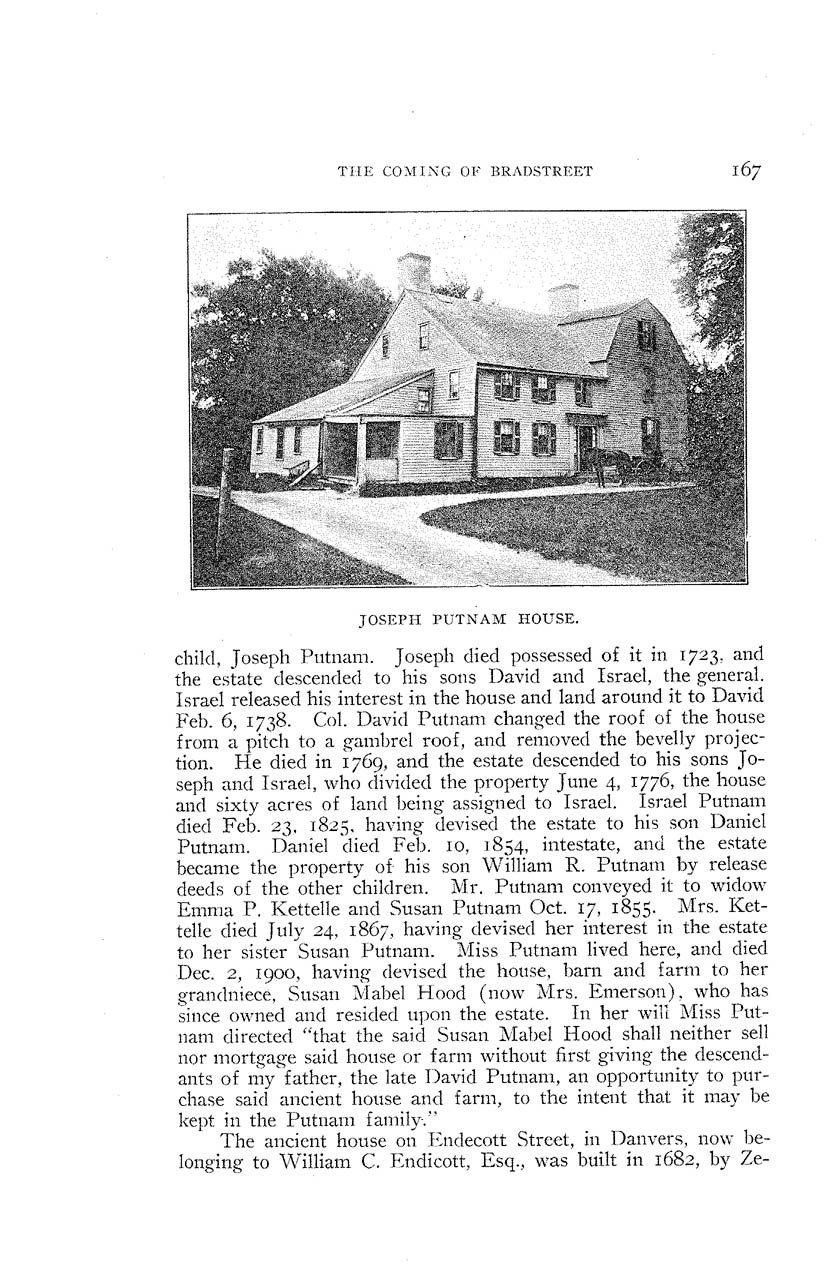 THE COMING OF BRADSTREET 167
JOSEPH PUTNAM HOUSE.
child, Joseph Putnam. Joseph died possessed of it in 1723, and
the estate descended to his sons David and Israel, the general.
Israel released his interest in the house and land around it to David
Feb. 6, 1738. Col. David Putnam changed the roof of the house
from a pitch to a gambrel roof, and removed the bevelly projec-
tion. He died in 1769, and the estate descended to his sons Jo-
seph and Israel, who divided the property June 4, 1776, the house
and sixty acres of land being assigned to Israel. Israel Putnam
died Feb. 23, 1825, having devised the estate to his son Daniel
Putnam. Daniel died Feb. 10, 1854, intestate, and the estate
became the property of his son William R. Putnam by release
deeds of the other children. Mr. Putnam conveyed it to widow
Emma P. Kettelle and Susan Putnam Oct. 17, 1855. Mrs. Ket-
telle died July 24, 1867, having devised her interest in the estate
to her sister Susan Putnam. Miss Putnam lived here, and died
Dec. 2, 1900, having devised the house, barn and farm to her
grandniece, Susan Mabel Hood (now Mrs. Emerson), who has
since owned and resided upon the estate. In her will Miss Put-
nam directed "that the said Susan Mabel Hood shall neither sell
nor mortgage said house or farm without first giving the descend-
ants of my father, the late David Putnam, an opportunity to pur-
chase said ancient house and farm, to the intent that it may be
kept in the Putnam family."
The ancient house on Endecott Street, in Danvers, now be-
longing to William C. Endicott, Esq., was built in 1682, by Ze-